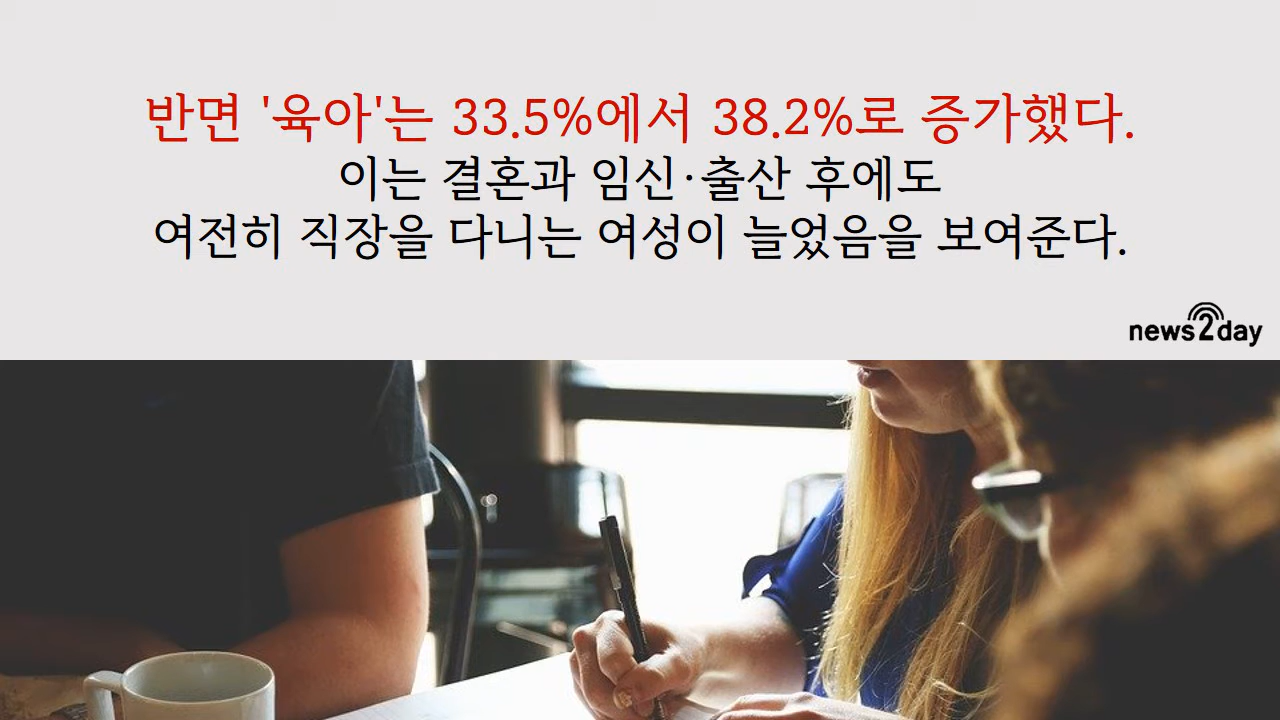 반면 '육아'는 33.5%에서 38.2%로 증가했다.
이는 결혼과 임신·출산 후에도
여전히 직장을 다니는 여성이 늘었음을 보여준다.
news2day